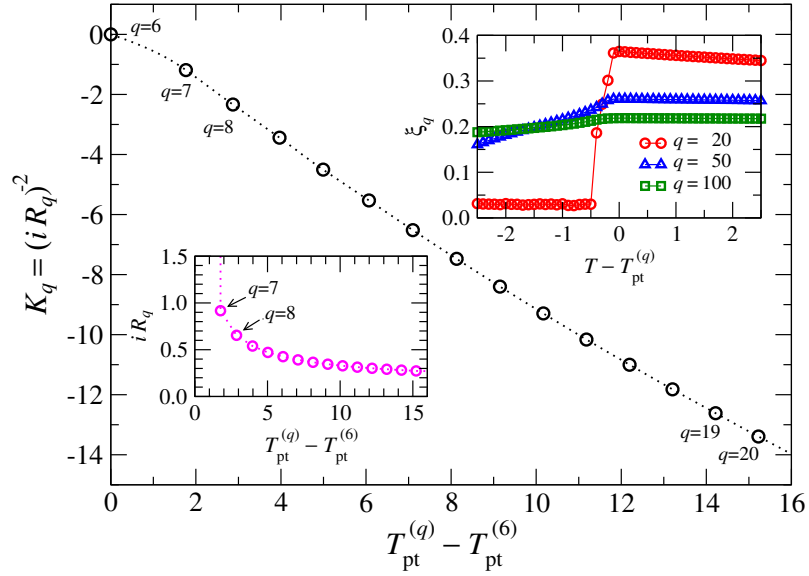 0
-2
-4
-6
-8
-10
-12
-14
K_q = (i R_q)^-2
0 2 4 6 8 10 12 14 16
T_pt^(q) − T_pt^(6)
q=6
q=7
q=8
q=19
q=20
0.4
0.3
0.2
0.1
0.0
ξ_q
q = 20
q = 50
q = 100
-2 -1 0 1 2
T − T_pt^(q)
1.5
1.0
0.5
0.0
i R_q
q=7
q=8
0 5 10 15
T_pt^(q) − T_pt^(6)